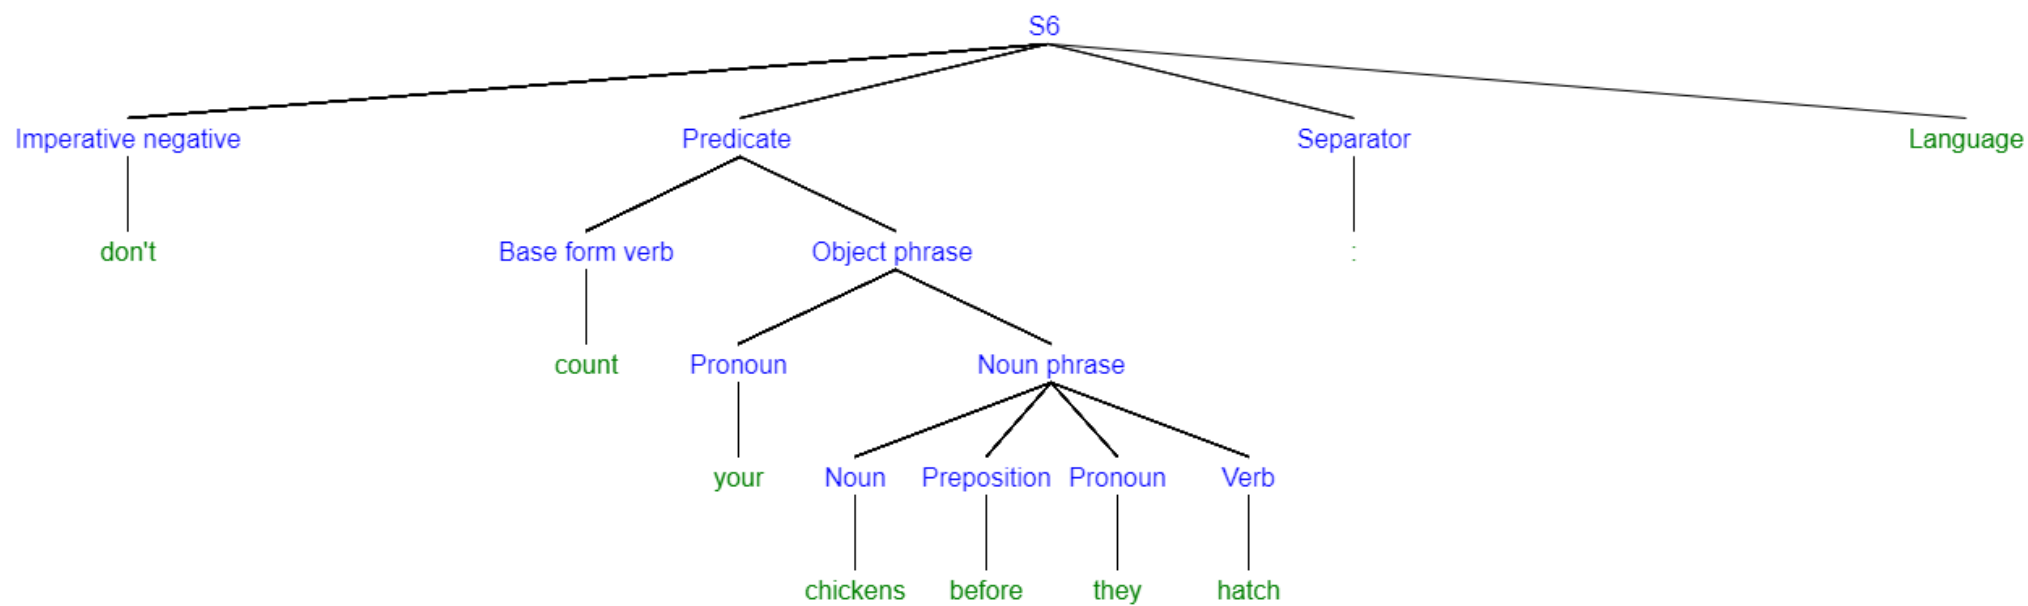 S6
Imperative negative Predicate Separator Language
don't Base form verb Object phrase :
count Pronoun Noun phrase
your Noun Preposition Pronoun Verb
chickens before they hatch